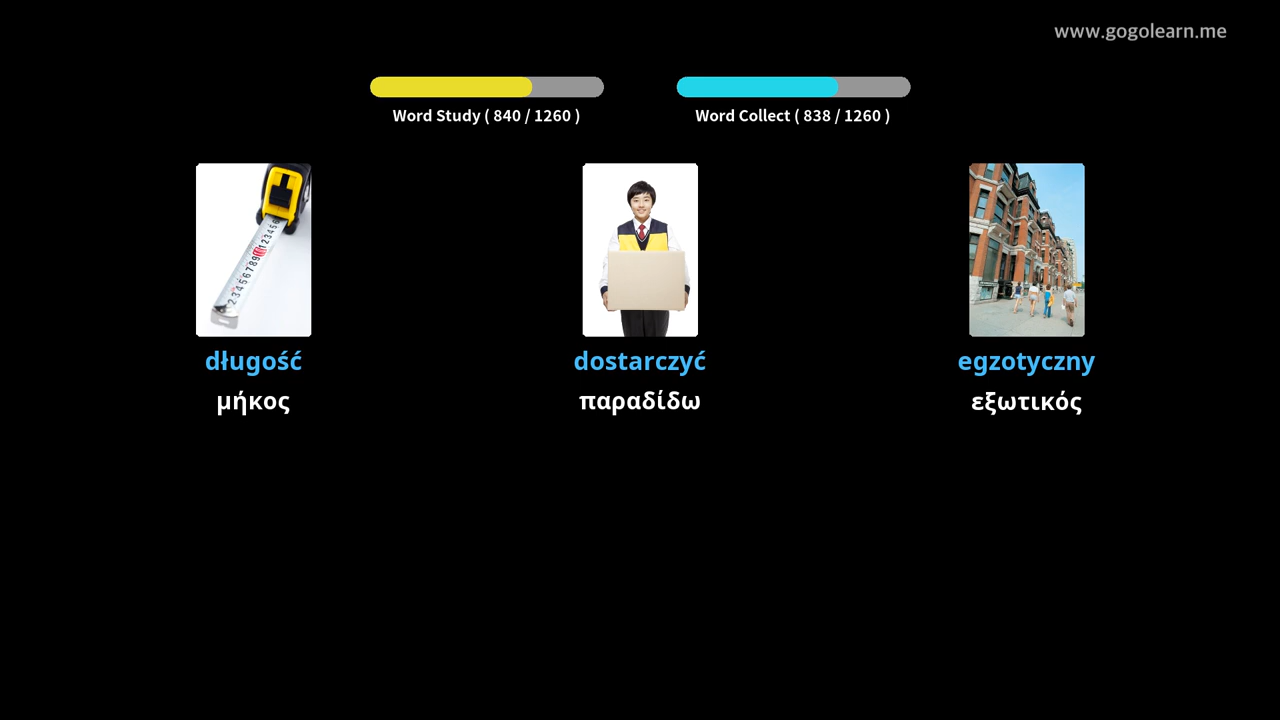 www.gogolearn.me
Word Study ( 840 / 1260 )
Word Collect ( 838 / 1260 )
długość
dostarczyć
egzotyczny
μήκος
παραδίδω
εξωτικός